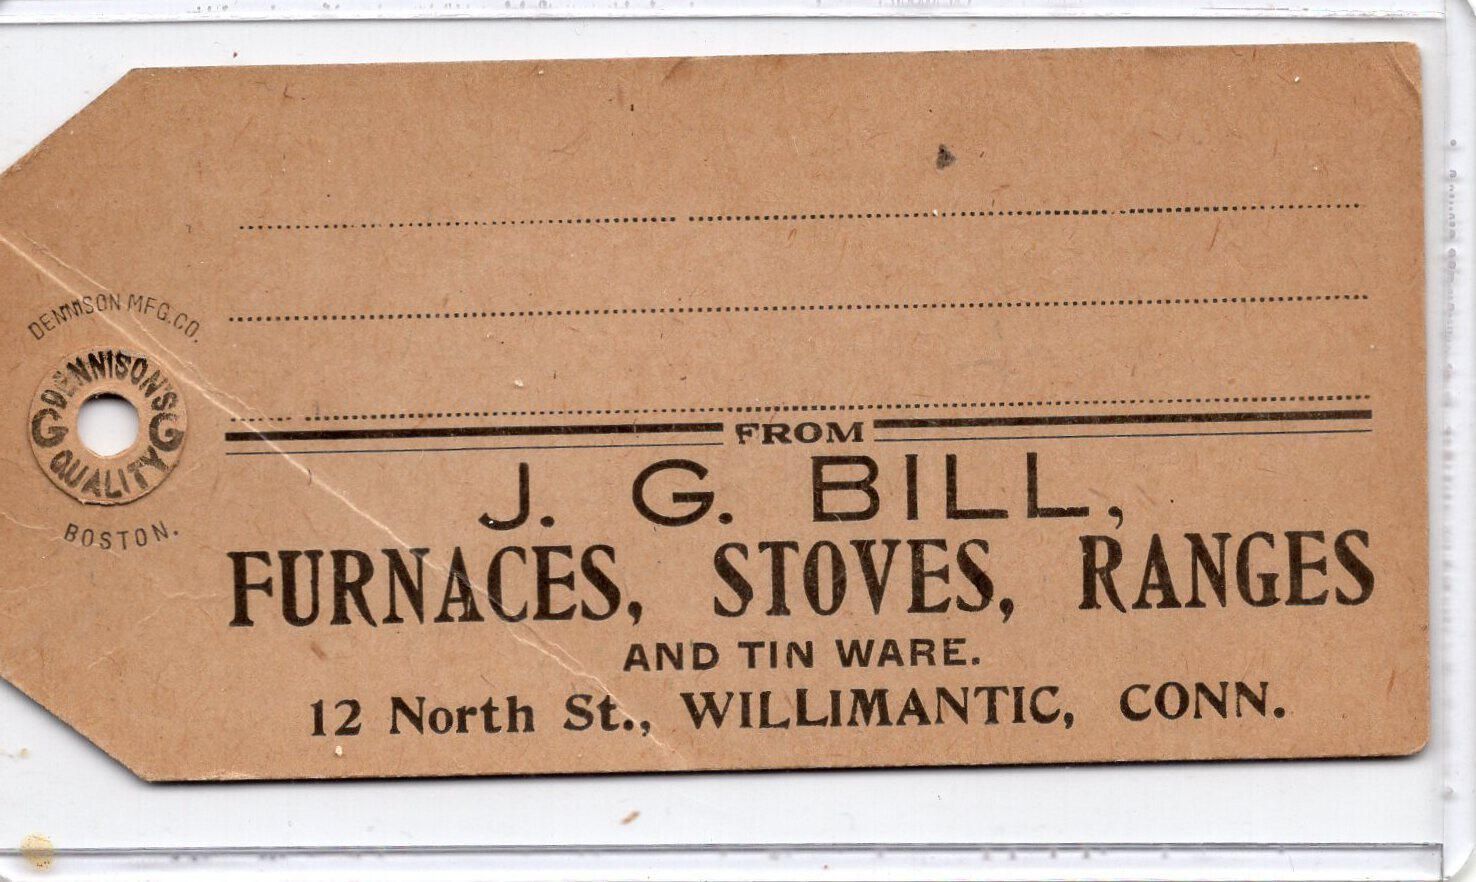 DENNISON MFG. CO.
DENNISON'S
G G
QUALITY
BOSTON.
FROM
J. G. BILL,
FURNACES, STOVES, RANGES
AND TIN WARE.
12 North St., WILLIMANTIC, CONN.